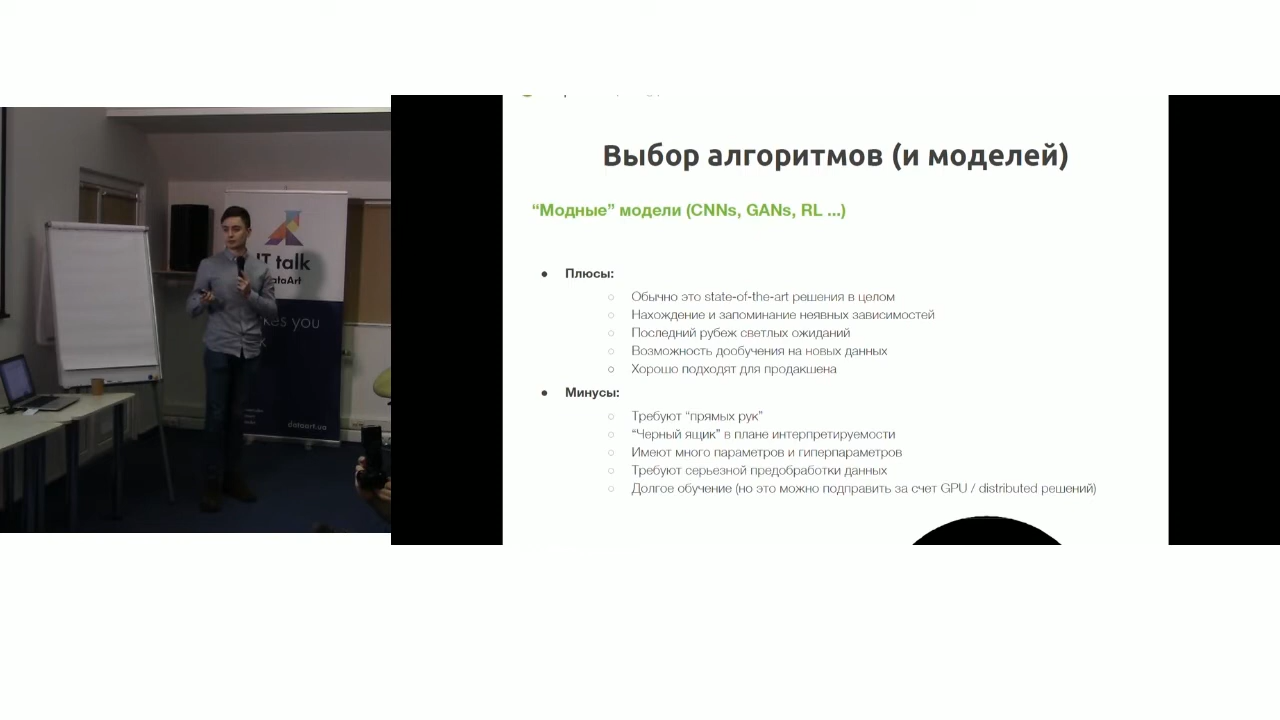 IT talk
DataArt
kes you
dataart.ua
Выбор алгоритмов (и моделей)
“Модные” модели (CNNs, GANs, RL ...)
● Плюсы:
○ Обычно это state-of-the-art решения в целом
○ Нахождение и запоминание неявных зависимостей
○ Последний рубеж светлых ожиданий
○ Возможность дообучения на новых данных
○ Хорошо подходят для продакшена
● Минусы:
○ Требуют “прямых рук”
○ “Черный ящик” в плане интерпретируемости
○ Имеют много параметров и гиперпараметров
○ Требуют серьезной предобработки данных
○ Долгое обучение (но это можно подправить за счет GPU / distributed решений)